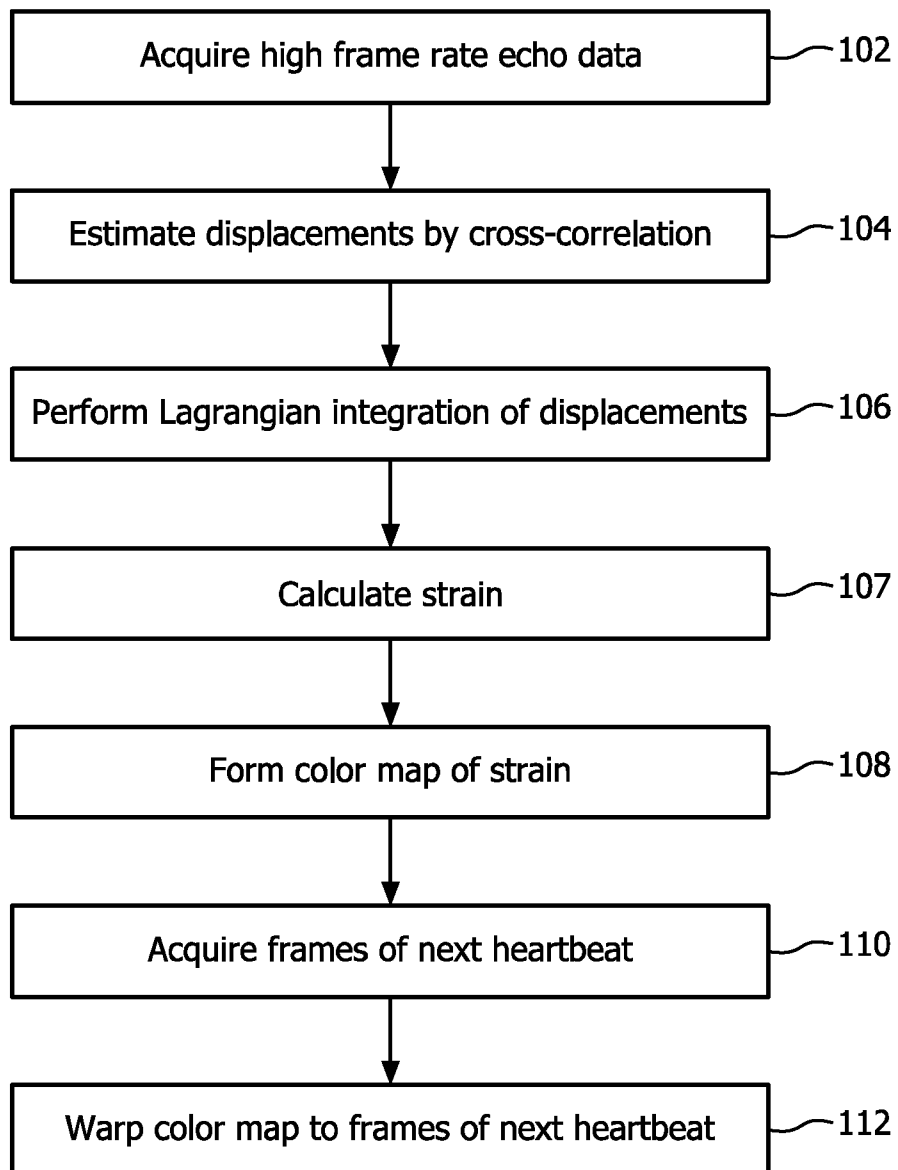 Acquire high frame rate echo data
102
Estimate displacements by cross-correlation
104
Perform Lagrangian integration of displacements
106
Calculate strain
107
Form color map of strain
108
Acquire frames of next heartbeat
110
Warp color map to frames of next heartbeat
112